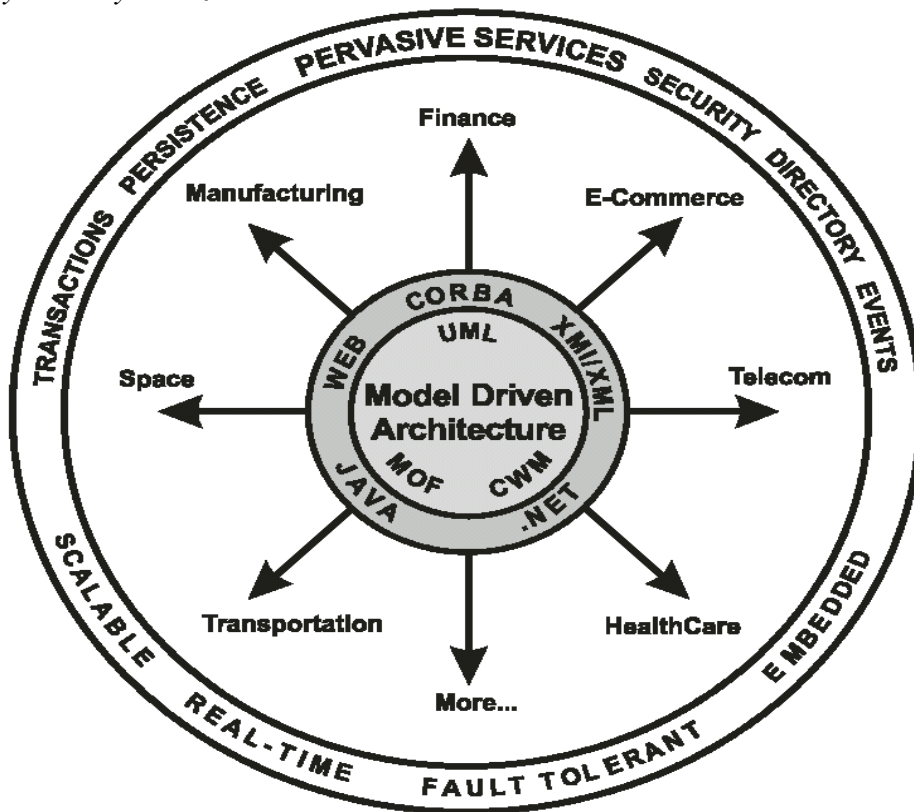 PERVASIVE SERVICES
TRANSACTIONS
PERSISTENCE
SECURITY
DIRECTORY
EVENTS
Finance
Manufacturing
E-Commerce
Space
Telecom
Transportation
HealthCare
More...
CORBA
WEB
XMI/XML
JAVA
.NET
UML
Model Driven
Architecture
MOF
CWM
SCALABLE
REAL-TIME
FAULT TOLERANT
EMBEDDED